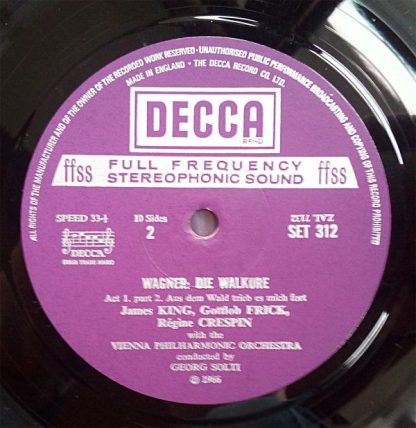 ALL RIGHTS OF THE MANUFACTURER AND OF THE OWNER OF THE RECORDED WORK RESERVED · UNAUTHORISED PUBLIC PERFORMANCE BROADCASTING AND COPYING OF THIS RECORD PROHIBITED
MADE IN ENGLAND · THE DECCA RECORD CO. LTD.
DECCA
REGD
ffss FULL FREQUENCY ffss
STEREOPHONIC SOUND
SPEED 33⅓ 10 Sides ZAL 7172
2 SET 312
DECCA
WAGNER: DIE WALKURE
Act 1. part 2. Aus dem Wald trieb es mich fort
James KING, Gottlob FRICK,
Régine CRESPIN
with the
VIENNA PHILHARMONIC ORCHESTRA
conducted by
GEORG SOLTI
℗ 1966